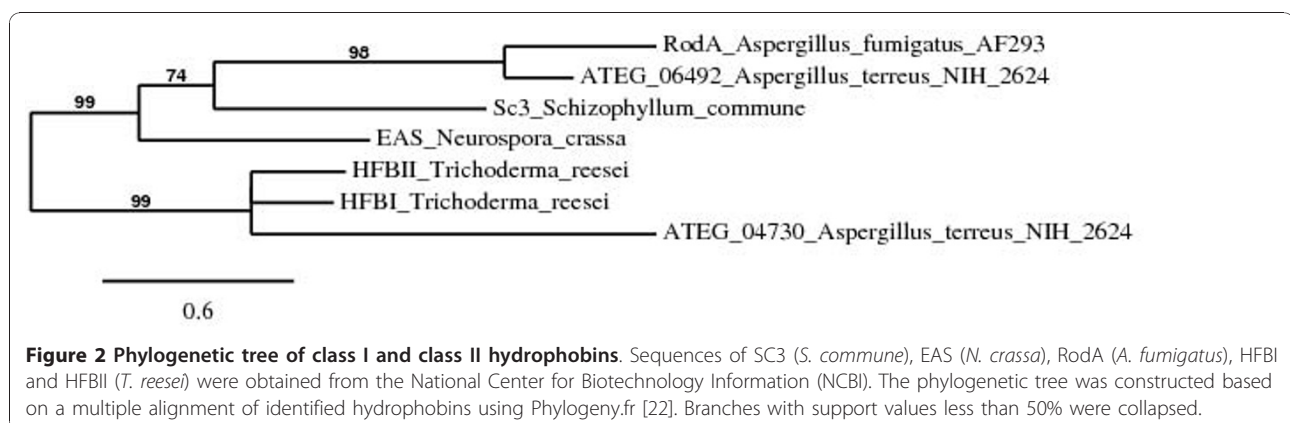 98
RodA_Aspergillus_fumigatus_AF293
74
ATEG_06492_Aspergillus_terreus_NIH_2624
99
Sc3_Schizophyllum_commune
EAS_Neurospora_crassa
HFBII_Trichoderma_reesei
99
HFBI_Trichoderma_reesei
ATEG_04730_Aspergillus_terreus_NIH_2624
0.6
Figure 2 Phylogenetic tree of class I and class II hydrophobins. Sequences of SC3 (S. commune), EAS (N. crassa), RodA (A. fumigatus), HFBI
and HFBII (T. reesei) were obtained from the National Center for Biotechnology Information (NCBI). The phylogenetic tree was constructed based
on a multiple alignment of identified hydrophobins using Phylogeny.fr [22]. Branches with support values less than 50% were collapsed.